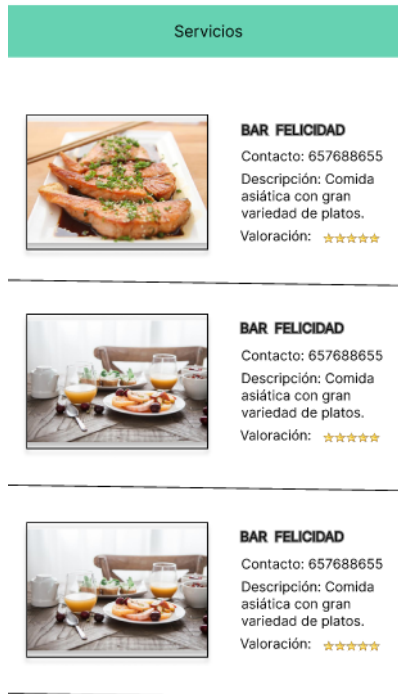 Servicios
BAR FELICIDAD
Contacto: 657688655
Descripción: Comida
asiática con gran
variedad de platos.
Valoración:
BAR FELICIDAD
Contacto: 657688655
Descripción: Comida
asiática con gran
variedad de platos.
Valoración:
BAR FELICIDAD
Contacto: 657688655
Descripción: Comida
asiática con gran
variedad de platos.
Valoración: